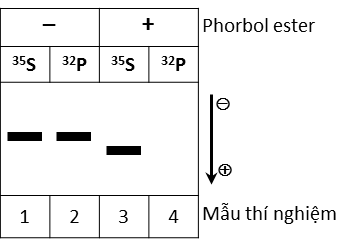 – + Phorbol ester
³⁵S ³²P ³⁵S ³²P
⊖
⊕
1 2 3 4 Mẫu thí nghiệm